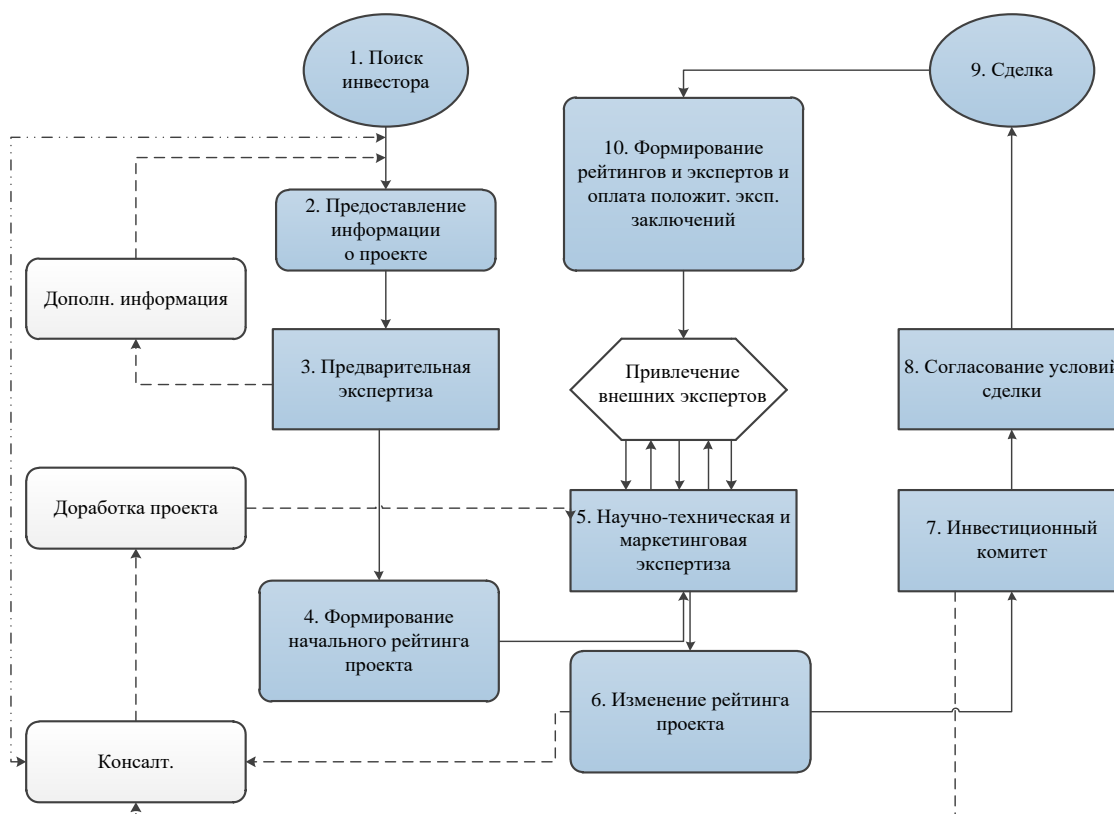 1. Поиск
инвестора
2. Предоставление
информации
о проекте
Дополн. информация
3. Предварительная
экспертиза
Доработка проекта
4. Формирование
начального рейтинга
проекта
Консалт.
9. Сделка
10. Формирование
рейтингов и экспертов и
оплата положит. эксп.
заключений
Привлечение
внешних экспертов
5. Научно-техническая и
маркетинговая
экспертиза
6. Изменение рейтинга
проекта
8. Согласование условий
сделки
7. Инвестиционный
комитет